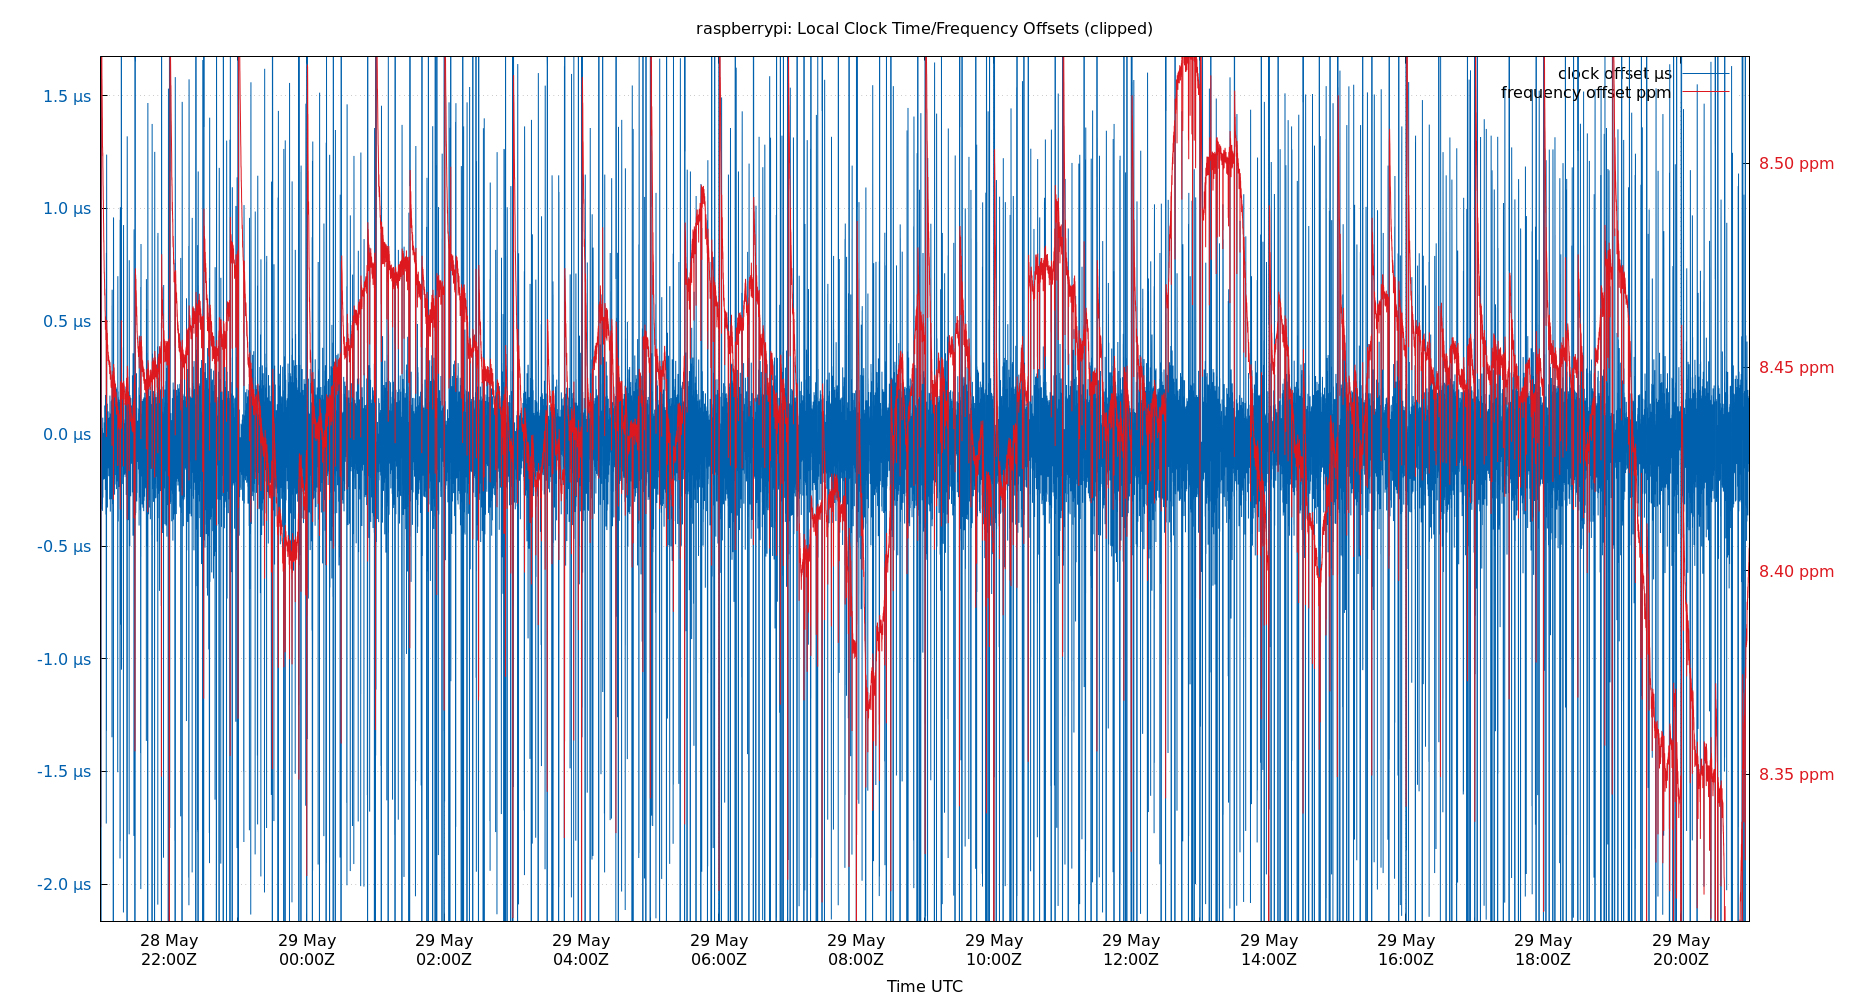 raspberrypi: Local Clock Time/Frequency Offsets (clipped)
clock offset µs
frequency offset ppm
1.5 µs
1.0 µs
0.5 µs
0.0 µs
-0.5 µs
-1.0 µs
-1.5 µs
-2.0 µs
8.50 ppm
8.45 ppm
8.40 ppm
8.35 ppm
28 May
22:00Z
29 May
00:00Z
29 May
02:00Z
29 May
04:00Z
29 May
06:00Z
29 May
08:00Z
29 May
10:00Z
29 May
12:00Z
29 May
14:00Z
29 May
16:00Z
29 May
18:00Z
29 May
20:00Z
Time UTC